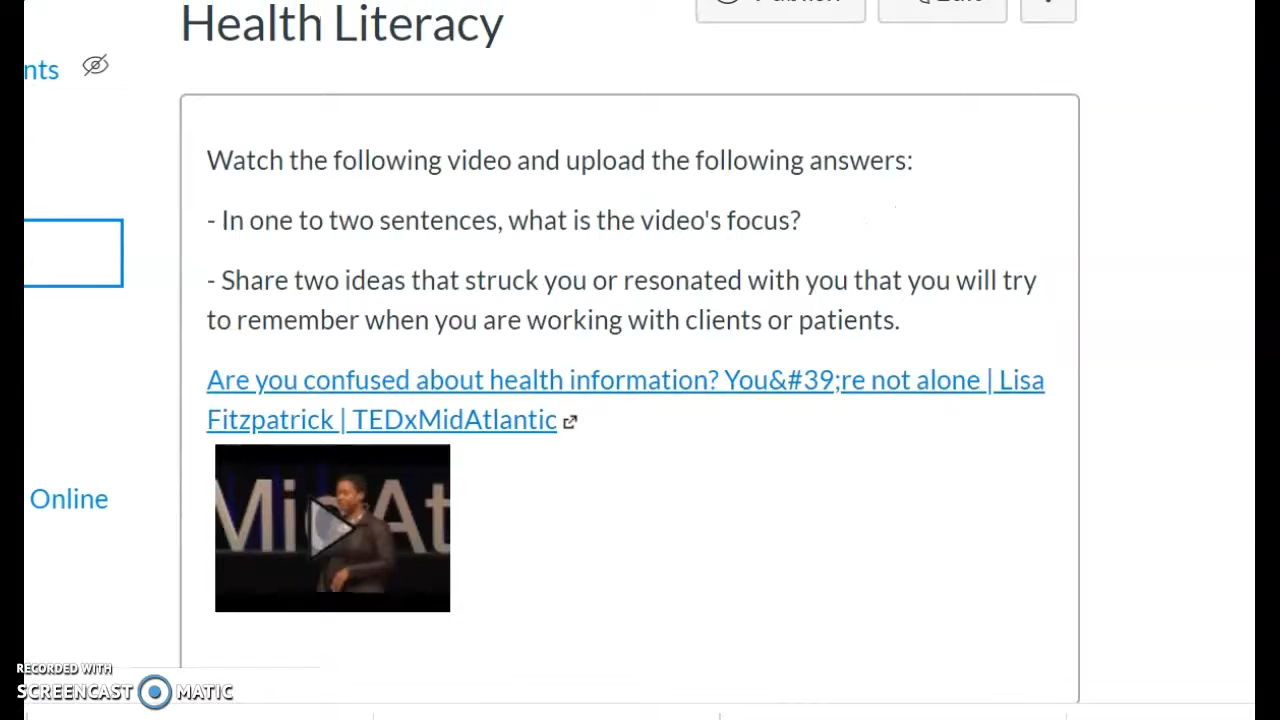 Health Literacy
Publish
Edit
nts
Watch the following video and upload the following answers:
- In one to two sentences, what is the video's focus?
- Share two ideas that struck you or resonated with you that you will try
to remember when you are working with clients or patients.
Are you confused about health information? You&#39;re not alone | Lisa
Fitzpatrick | TEDxMidAtlantic
Online
MidAt
RECORDED WITH
SCREENCAST MATIC